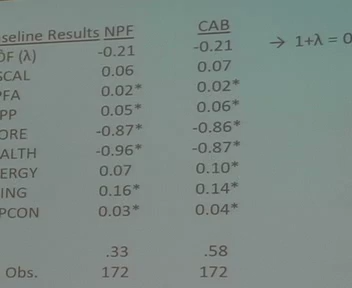 seline Results NPF CAB
OF (λ) -0.21 -0.21 → 1+λ = 0
SCAL 0.06 0.07
PFA 0.02* 0.02*
PP 0.05* 0.06*
ORE -0.87* -0.86*
ALTH -0.96* -0.87*
ERGY 0.07 0.10*
ING 0.16* 0.14*
PCON 0.03* 0.04*
.33 .58
Obs. 172 172